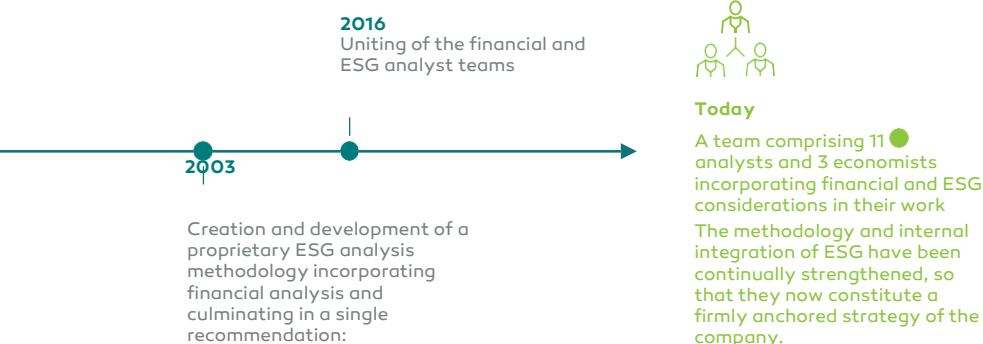 2016
Uniting of the financial and
ESG analyst teams
2003
Creation and development of a
proprietary ESG analysis
methodology incorporating
financial analysis and
culminating in a single
recommendation:
Today
A team comprising 11
analysts and 3 economists
incorporating financial and ESG
considerations in their work
The methodology and internal
integration of ESG have been
continually strengthened, so
that they now constitute a
firmly anchored strategy of the
company.